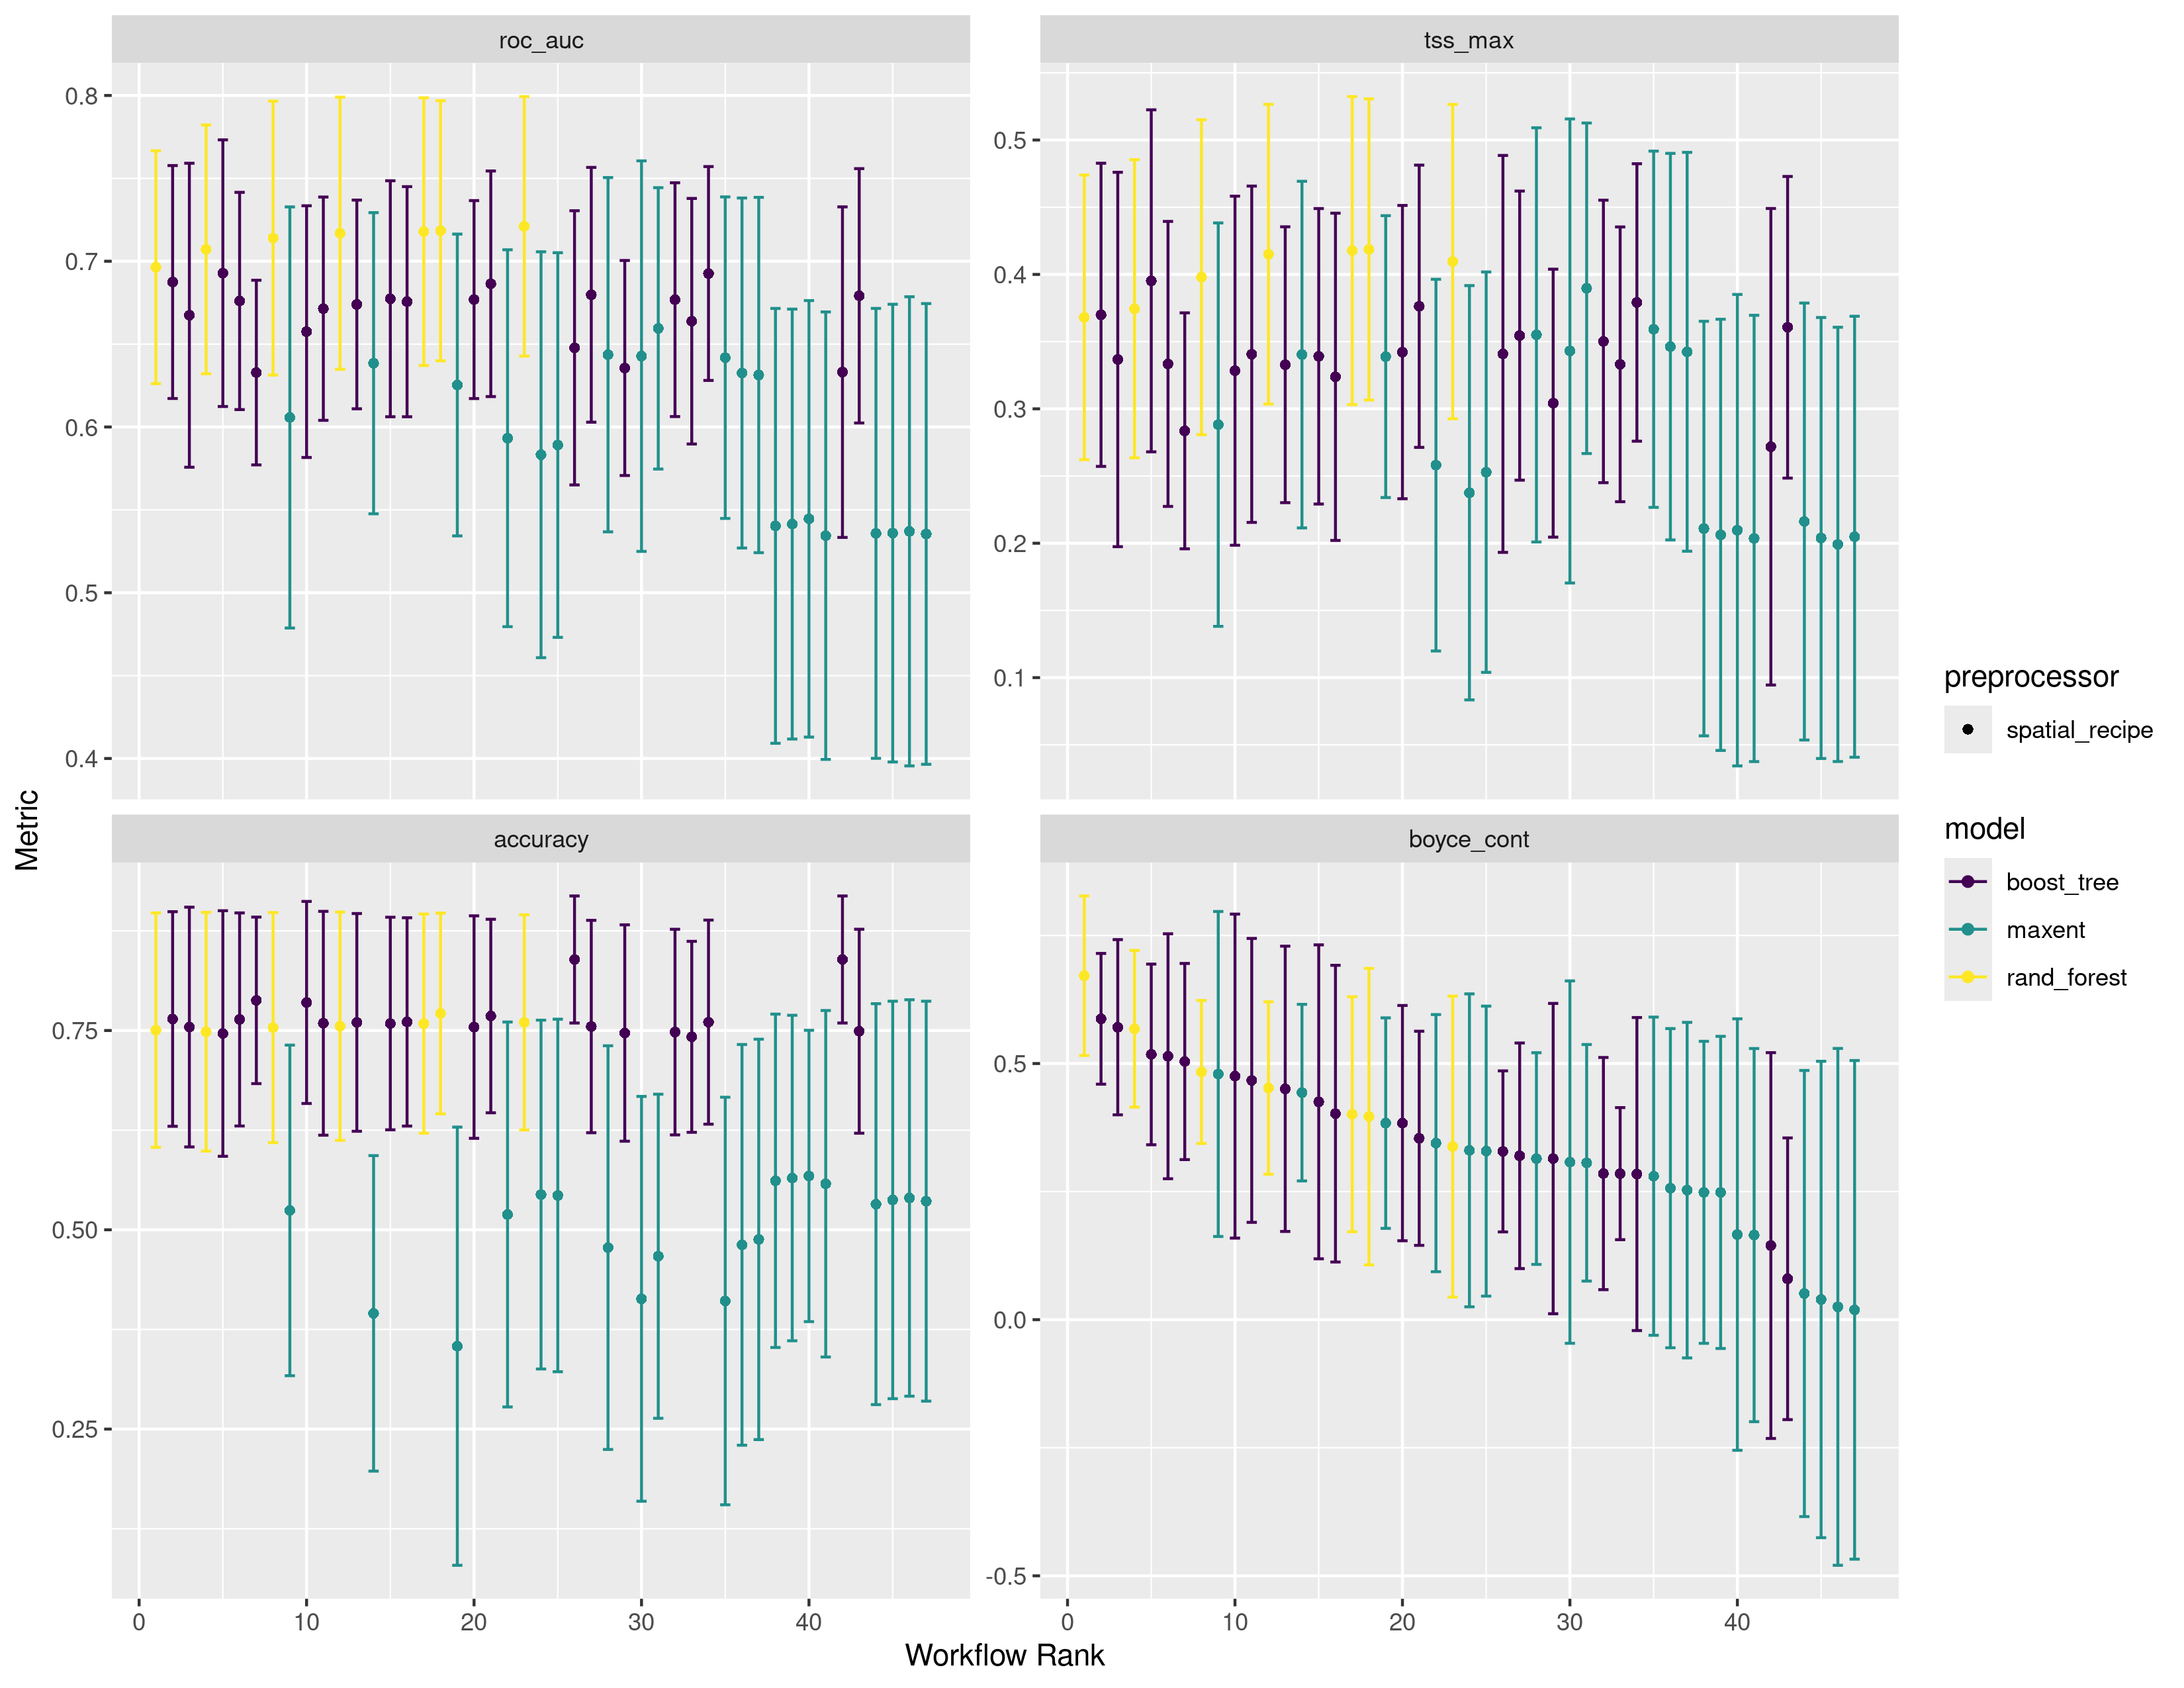 roc_auc
tss_max
0.8
0.7
0.6
0.5
0.4
0.5
0.4
0.3
0.2
0.1
accuracy
boyce_cont
0.75
0.50
0.25
0.5
0.0
-0.5
0 10 20 30 40
0 10 20 30 40
Workflow Rank
Metric
preprocessor
spatial_recipe
model
boost_tree
maxent
rand_forest